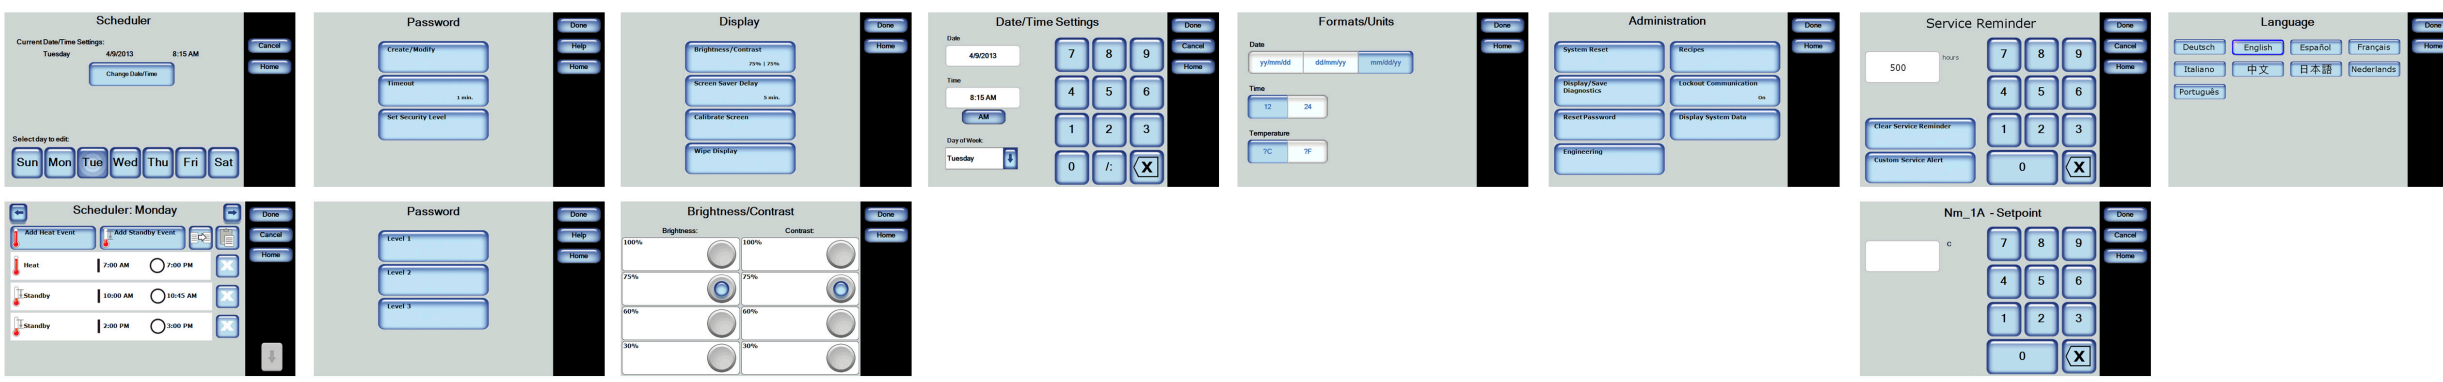 Scheduler
Current Date/Time Settings:
Tuesday 4/9/2013 8:15 AM
Change Date/Time
Select day to edit:
Sun Mon Tue Wed Thu Fri Sat
Cancel
Home
Password
Create/Modify
Timeout
1 min.
Set Security Level
Done
Help
Home
Display
Brightness/Contrast
75% | 75%
Screen Saver Delay
5 min.
Calibrate Screen
Wipe Display
Done
Home
Date/Time Settings
Date
4/9/2013
Time
8:15 AM
AM
Day of Week:
Tuesday
7 8 9
4 5 6
1 2 3
0 /: X
Done
Cancel
Home
Formats/Units
Date
yy/mm/dd dd/mm/yy mm/dd/yy
Time
12 24
Temperature
?C ?F
Done
Home
Administration
System Reset Recipes
Display/Save Diagnostics Lockout Communication
On
Reset Password Display System Data
Engineering
Done
Home
Service Reminder
500 hours
Clear Service Reminder
Custom Service Alert
7 8 9
4 5 6
1 2 3
0 X
Done
Cancel
Home
Language
Deutsch English Español Français
Italiano 中文 日本語 Nederlands
Português
Done
Home
Scheduler: Monday
Add Heat Event Add Standby Event
Heat 7:00 AM 7:00 PM
Standby 10:00 AM 10:45 AM
Standby 2:00 PM 3:00 PM
Done
Cancel
Home
Password
Level 1
Level 2
Level 3
Done
Help
Home
Brightness/Contrast
Brightness: Contrast:
100% 100%
75% 75%
60% 60%
30% 30%
Done
Home
Nm_1A - Setpoint
C
7 8 9
4 5 6
1 2 3
0 X
Done
Cancel
Home